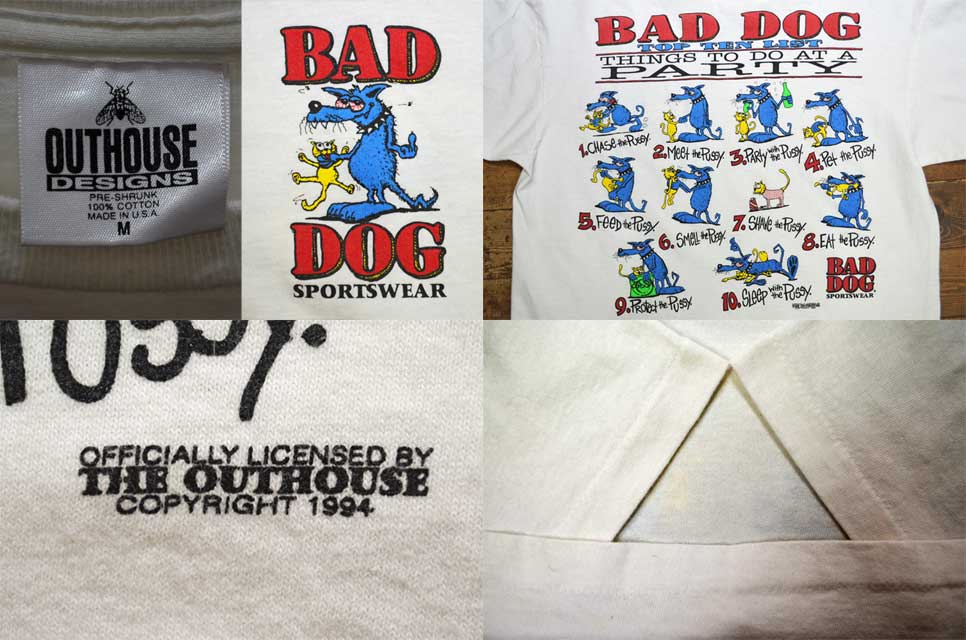 OUTHOUSE
DESIGNS
PRE-SHRUNK
100% COTTON
MADE IN U.S.A
M
BAD
DOG
SPORTSWEAR
BAD DOG
TOP TEN LIST
THINGS TO DO AT A
PARTY
1. CHASE the PUSSY.
2. MEET the PUSSY.
3. PARTY with the PUSSY.
4. PET the PUSSY.
5. FEED the PUSSY.
6. SMELL the PUSSY.
7. SHAVE the PUSSY.
8. EAT the PUSSY.
9. PROTECT the PUSSY.
10. SLEEP with the PUSSY.
BAD
DOG
SPORTSWEAR
PUSSY.
OFFICIALLY LICENSED BY
THE OUTHOUSE
COPYRIGHT 1994